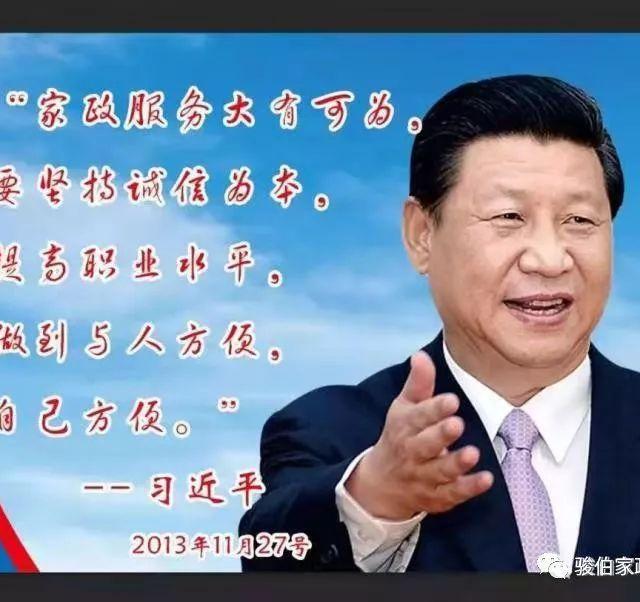 “家政服务大有可为，
要坚持诚信为本，
提高职业水平，
做到与人方便，
自己方便。”
--习近平
2013年11月27号
骏伯家政